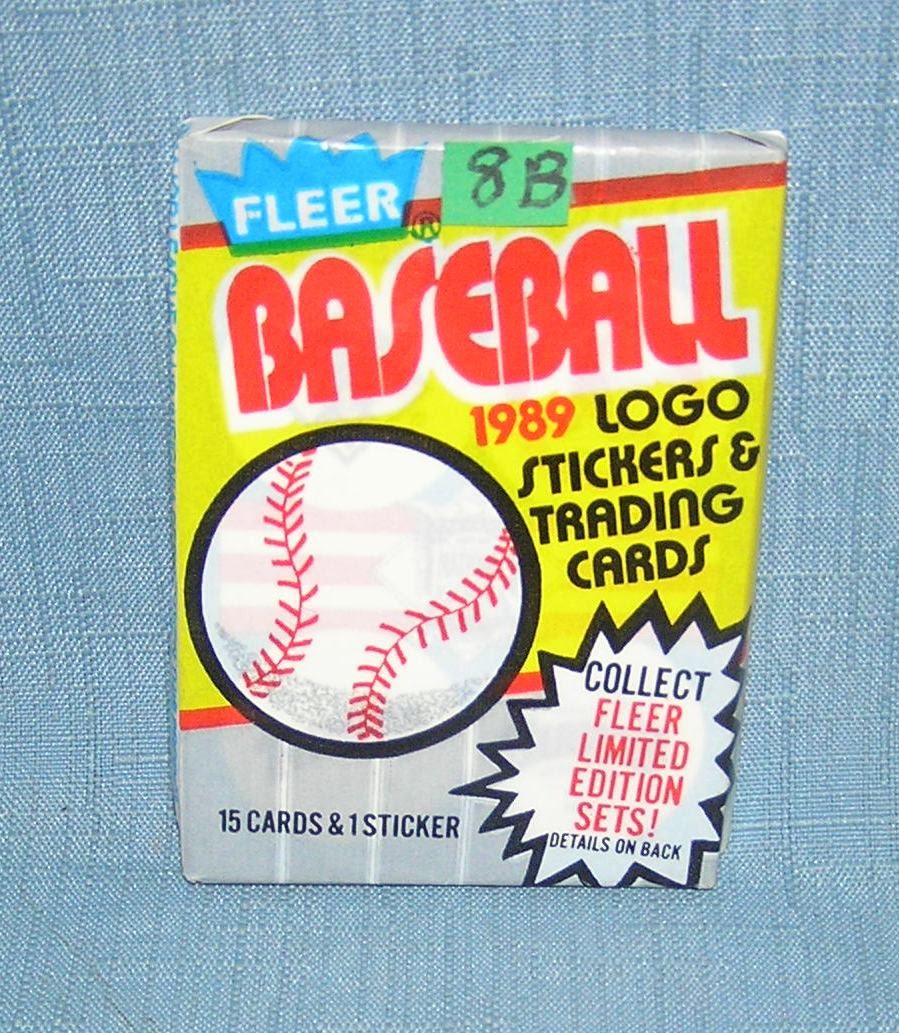 8B
FLEER®
BASEBALL
1989 LOGO
STICKERS &
TRADING
CARDS
COLLECT
FLEER
LIMITED
EDITION
SETS!
DETAILS ON BACK
15 CARDS & 1 STICKER